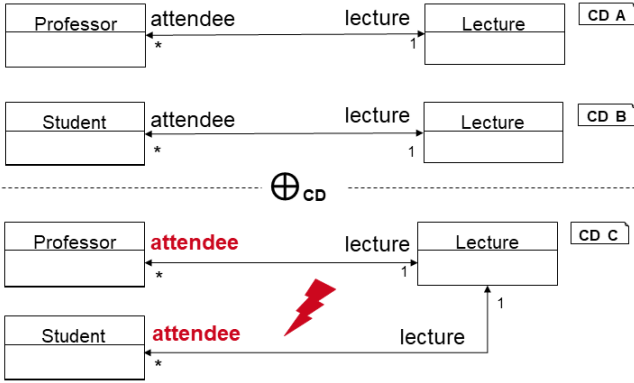 Professor attendee lecture Lecture CD A
* 1
Student attendee lecture Lecture CD B
* 1
⊕CD
Professor attendee lecture Lecture CD C
* 1
1
Student attendee lecture
*